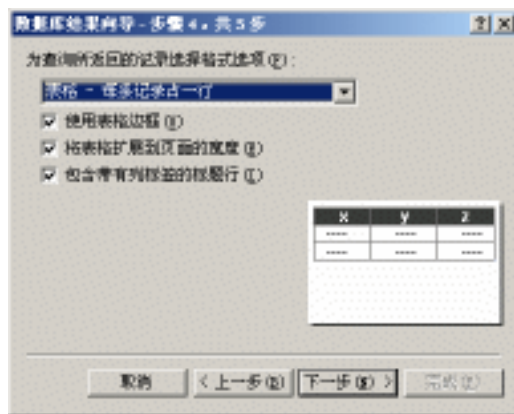 数据库结果向导 - 步骤 4,共 5 步
为查询所返回的记录选择格式选项(F):
表格 - 每条记录占一行
使用表格边框(U)
将表格扩展到页面的宽度(E)
包含带有列标签的标题行(I)
X Y Z
---- ---- ----
---- ---- ----
取消 < 上一步(B) 下一步(N) > 完成(F)